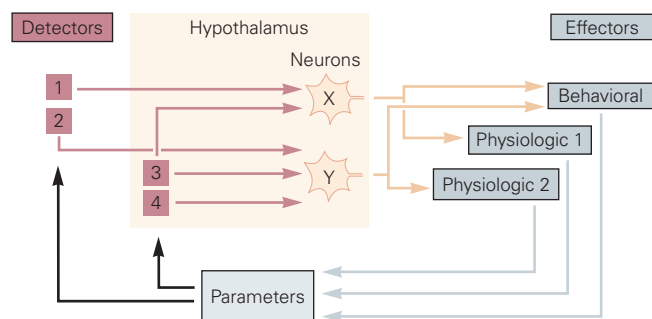 Detectors
Hypothalamus
Effectors
Neurons
1
X
Behavioral
2
Physiologic 1
3
Y
Physiologic 2
4
Parameters